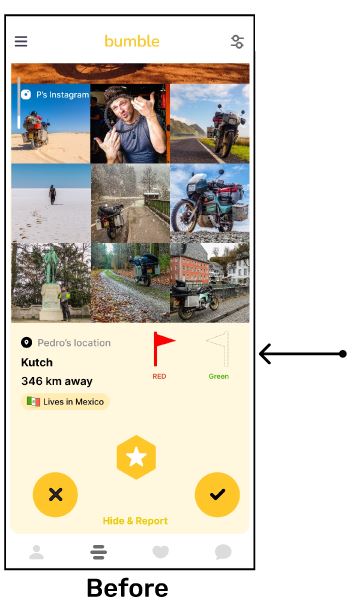 bumble
P's Instagram
Pedro's location
Kutch
346 km away
RED
Green
Lives in Mexico
Hide & Report
Before